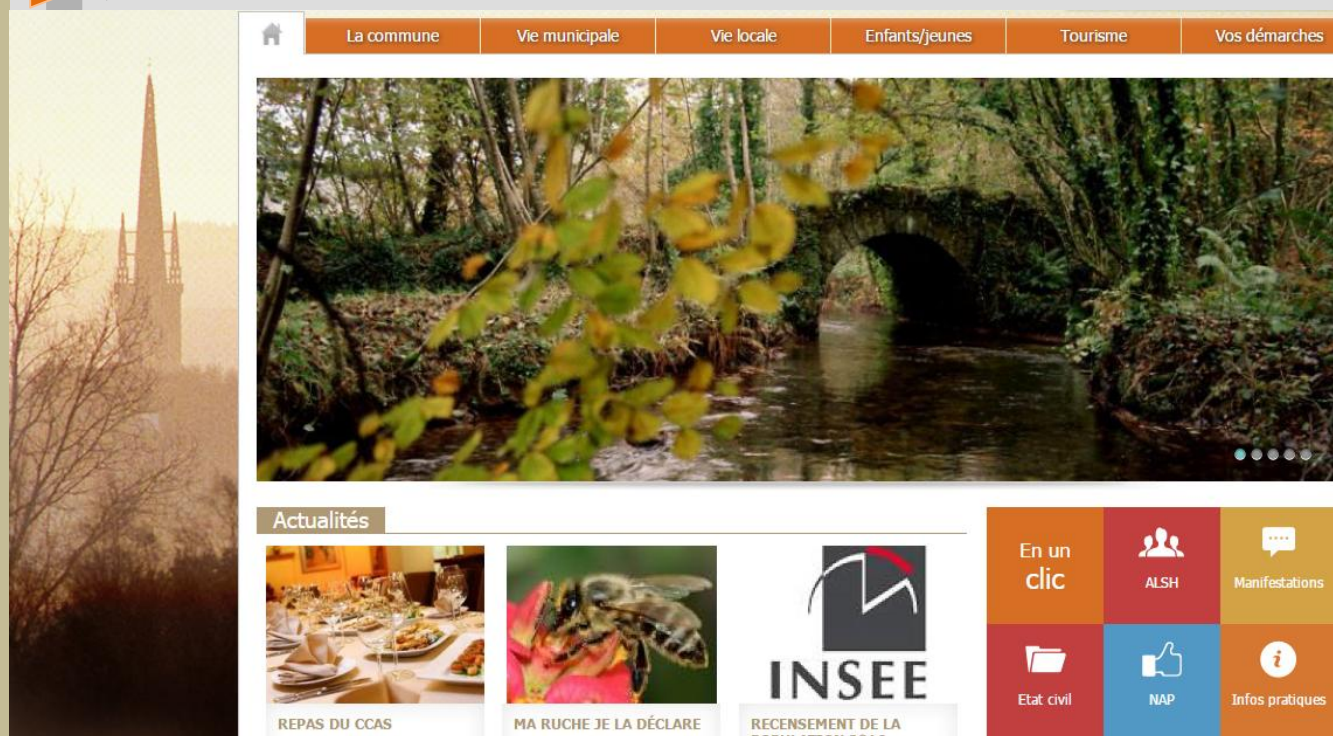 La commune
Vie municipale
Vie locale
Enfants/jeunes
Tourisme
Vos démarches
Actualités
INSEE
REPAS DU CCAS
MA RUCHE JE LA DÉCLARE
RECENSEMENT DE LA
En un
clic
ALSH
Manifestations
Etat civil
NAP
Infos pratiques